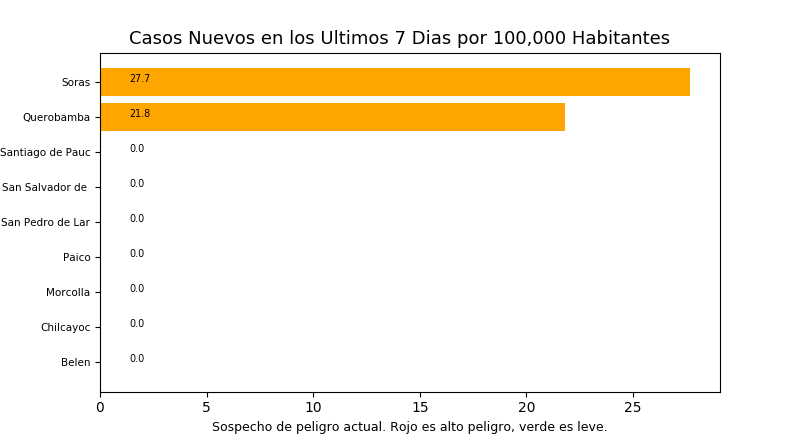 Casos Nuevos en los Ultimos 7 Dias por 100,000 Habitantes
Soras 27.7
Querobamba 21.8
Santiago de Pauc 0.0
San Salvador de 0.0
San Pedro de Lar 0.0
Paico 0.0
Morcolla 0.0
Chilcayoc 0.0
Belen 0.0
0 5 10 15 20 25
Sospecho de peligro actual. Rojo es alto peligro, verde es leve.